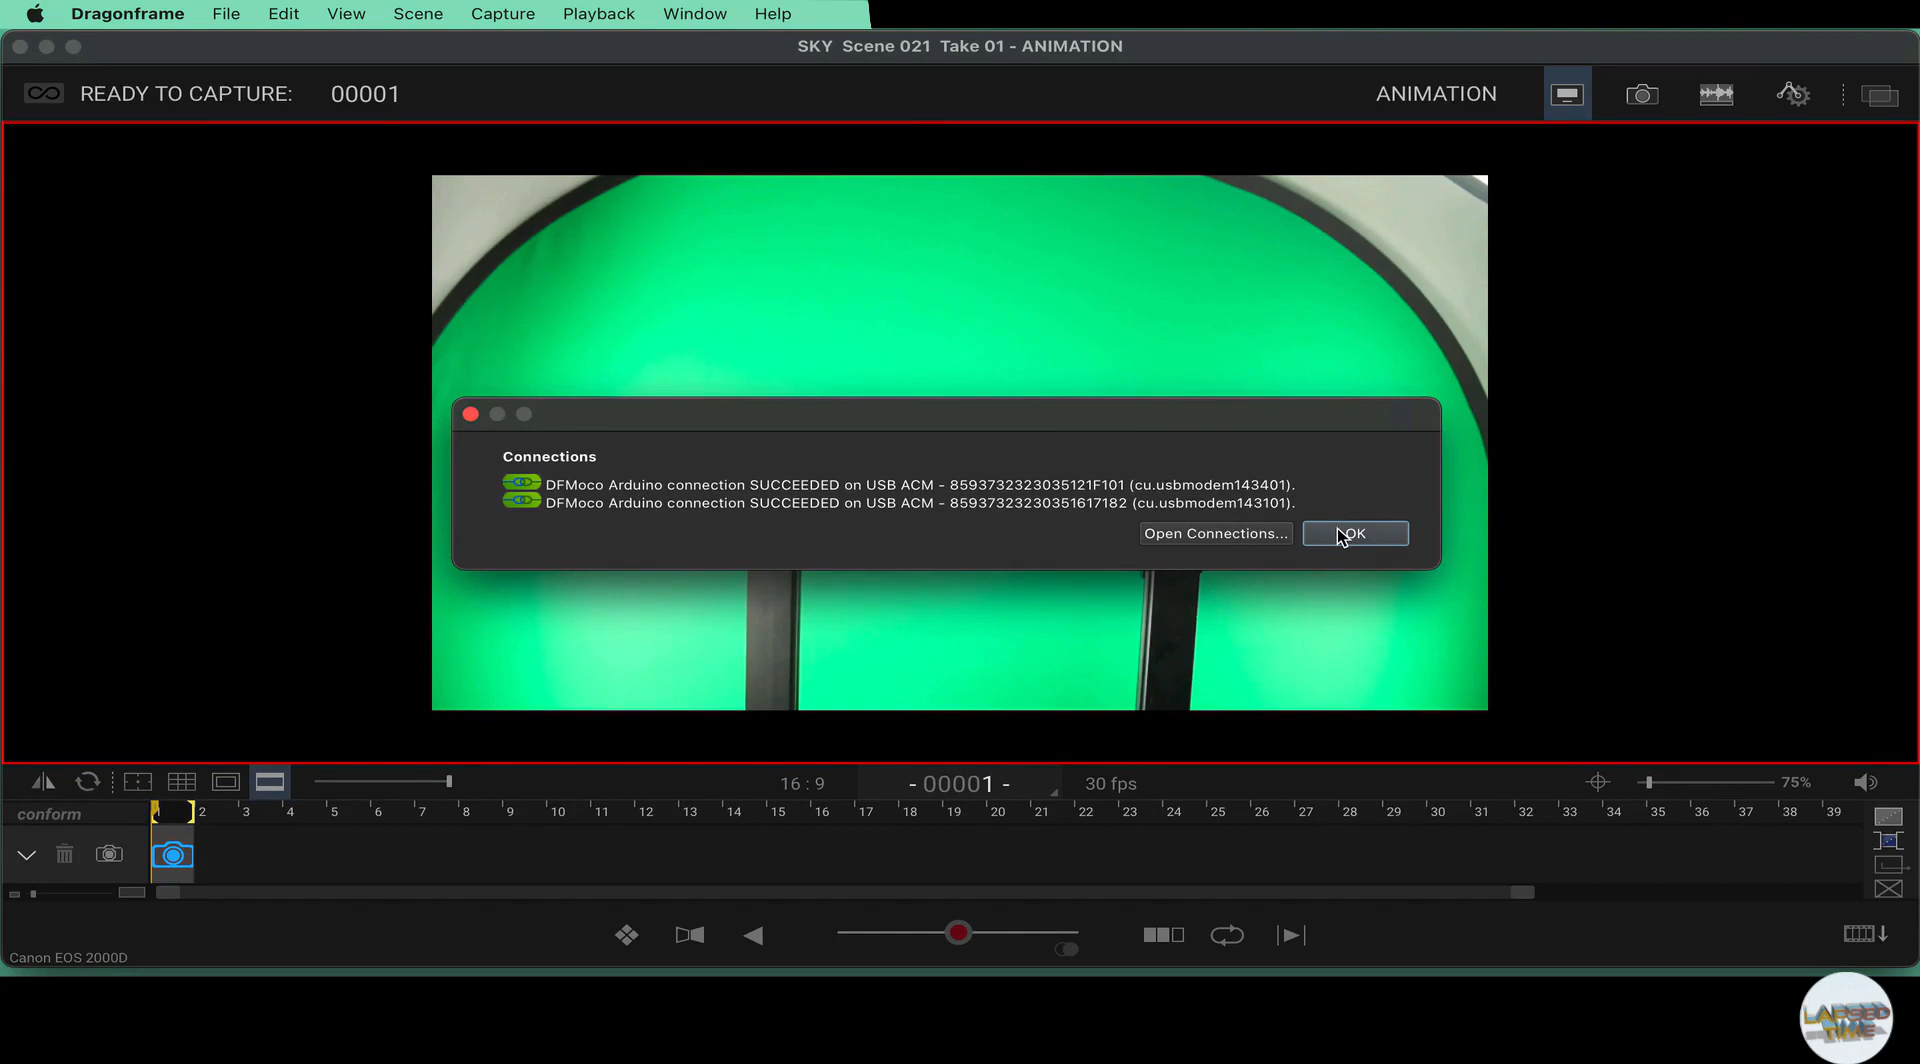 Dragonframe File Edit View Scene Capture Playback Window Help
SKY Scene 021 Take 01 - ANIMATION
READY TO CAPTURE: 00001 ANIMATION
Connections
DFMoco Arduino connection SUCCEEDED on USB ACM - 8593732323035121F101 (cu.usbmodem143401).
DFMoco Arduino connection SUCCEEDED on USB ACM - 85937323230351617182 (cu.usbmodem143101).
Open Connections... OK
16 : 9 - 00001 - 30 fps 75%
conform 1 2 3 4 5 6 7 8 9 10 11 12 13 14 15 16 17 18 19 20 21 22 23 24 25 26 27 28 29 30 31 32 33 34 35 36 37 38 39
Canon EOS 2000D
LAPSED
TIME